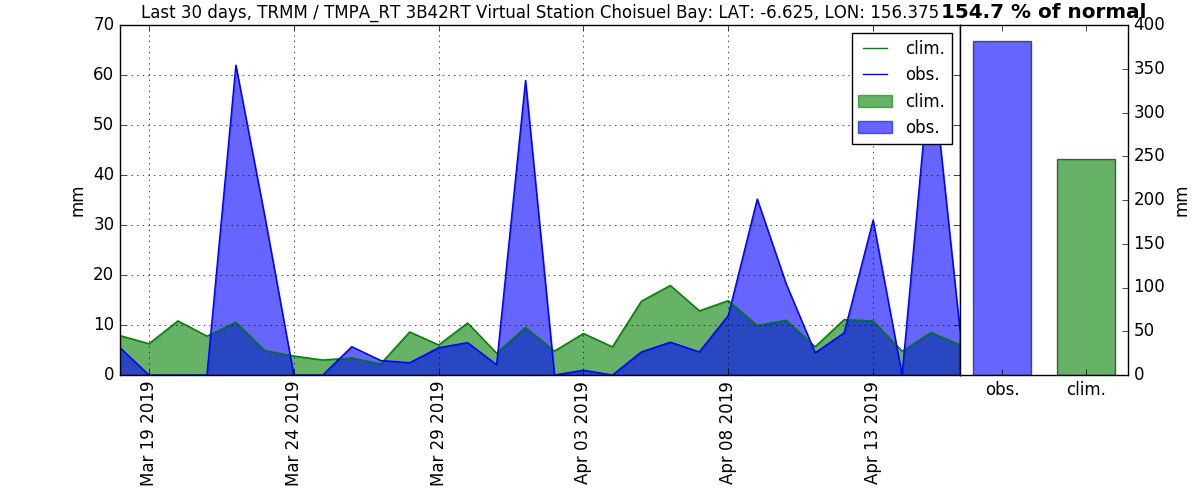 Last 30 days, TRMM / TMPA_RT 3B42RT Virtual Station Choisuel Bay: LAT: -6.625, LON: 156.375
154.7 % of normal
70
60
50
40
30
20
10
0
mm
clim.
obs.
clim.
obs.
Mar 19 2019
Mar 24 2019
Mar 29 2019
Apr 03 2019
Apr 08 2019
Apr 13 2019
400
350
300
250
200
150
100
50
0
mm
obs.
clim.